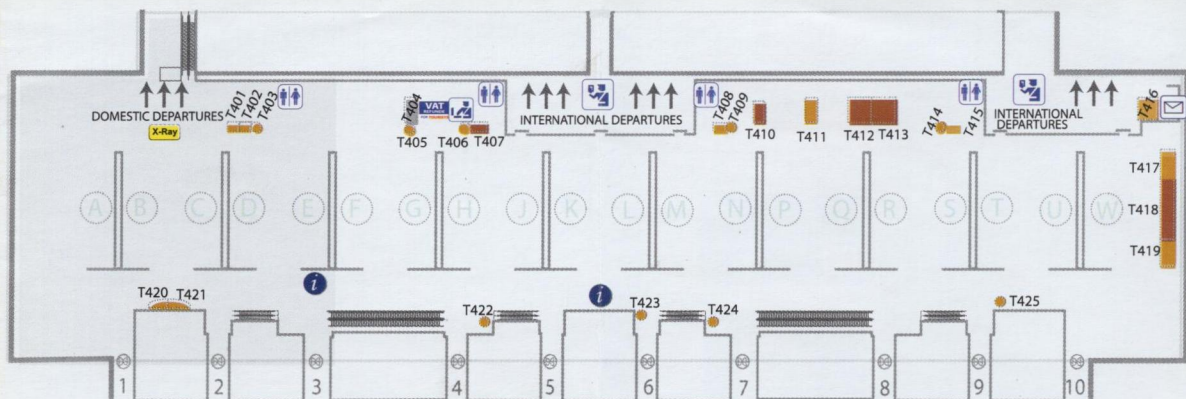 DOMESTIC DEPARTURES
X-Ray
T401
T402
T403
T404
VAT
T405
T406
T407
INTERNATIONAL DEPARTURES
T408
T409
T410
T411
T412
T413
T414
T415
INTERNATIONAL
DEPARTURES
T416
T417
T418
T419
A B C D E F G H J K L M N P Q R S T U W
i
i
T420
T421
T422
T423
T424
T425
1 2 3 4 5 6 7 8 9 10